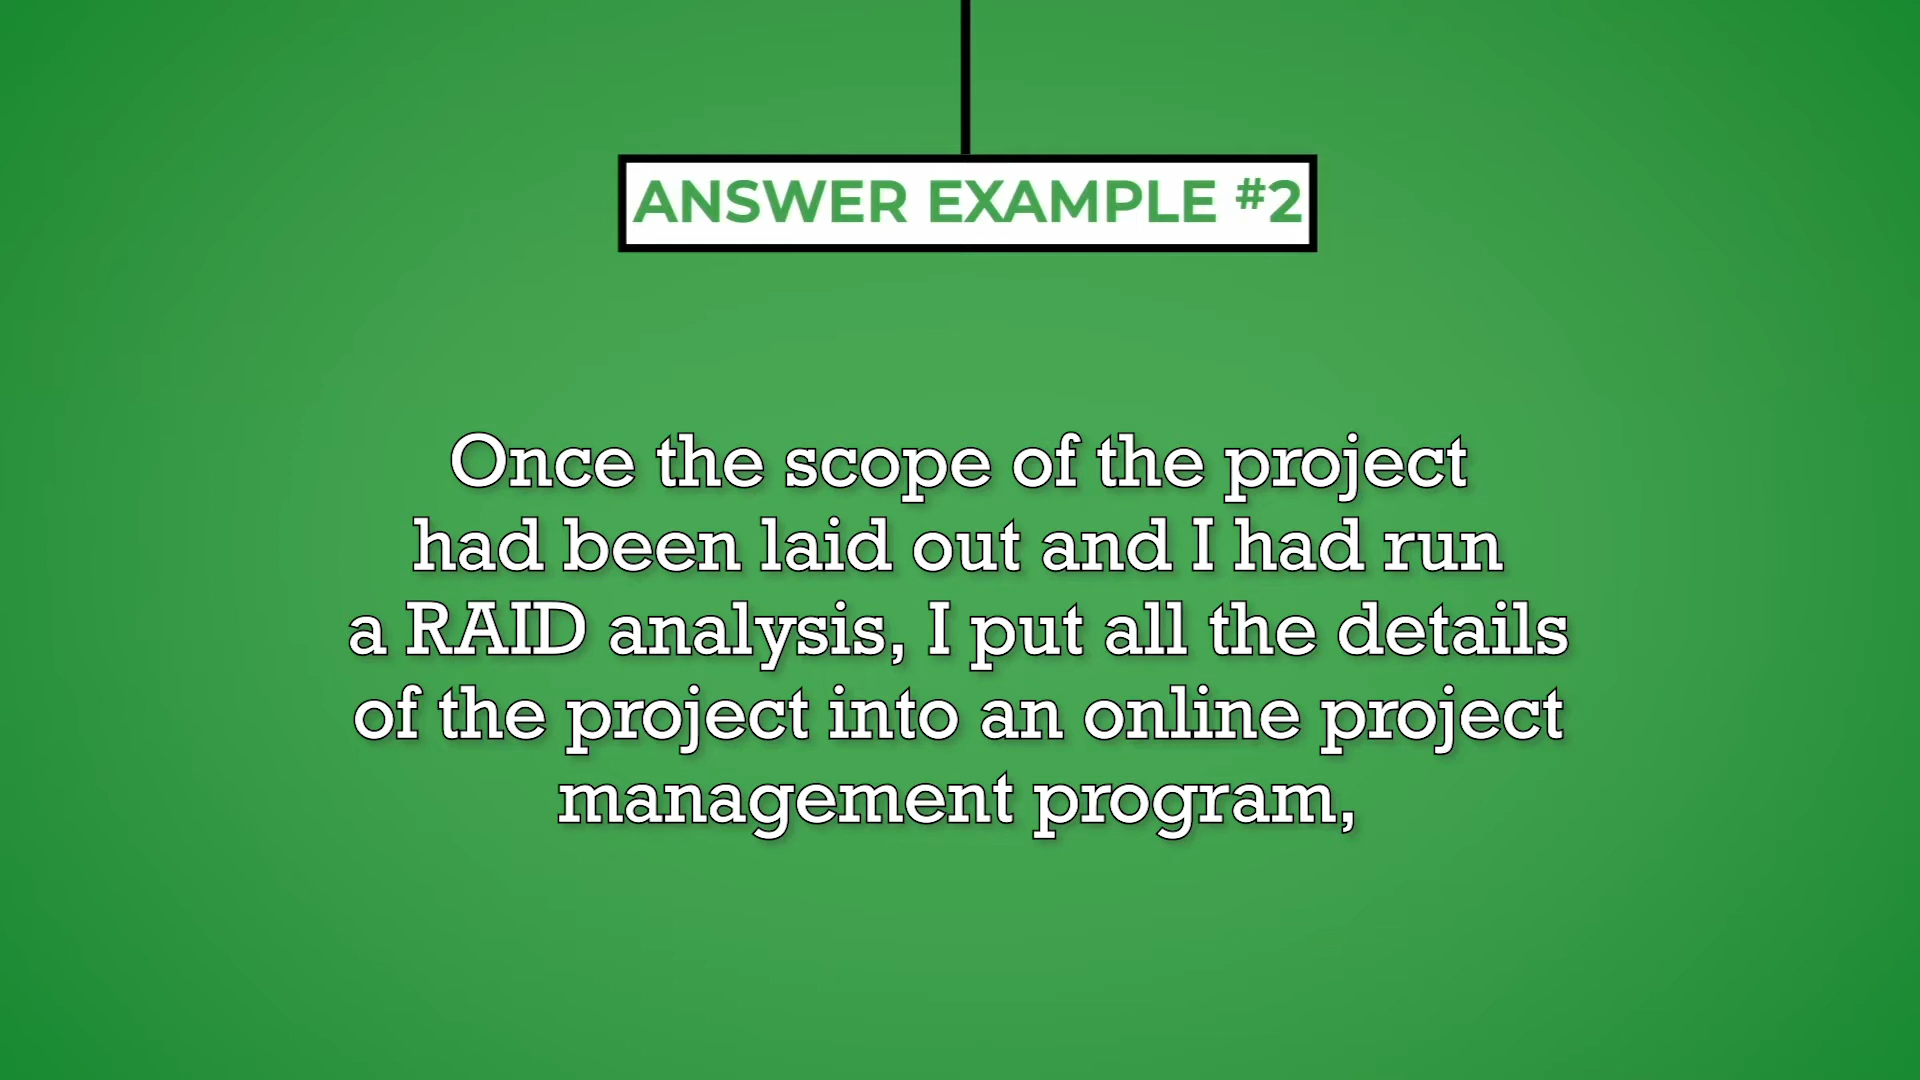 ANSWER EXAMPLE #2
Once the scope of the project
had been laid out and I had run
a RAID analysis, I put all the details
of the project into an online project
management program,